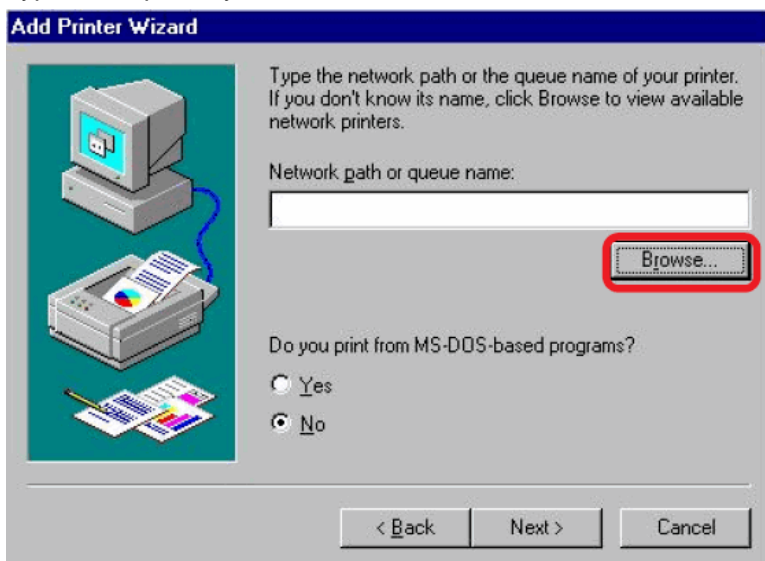 Add Printer Wizard
Type the network path or the queue name of your printer.
If you don't know its name, click Browse to view available
network printers.
Network path or queue name:
Browse...
Do you print from MS-DOS-based programs?
Yes
No
< Back Next > Cancel